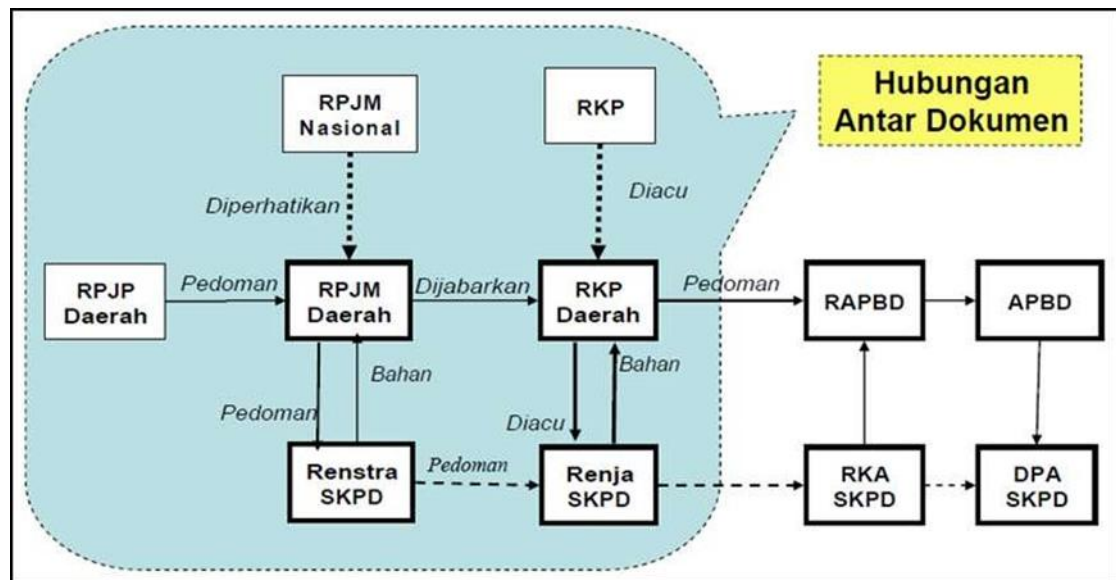 Hubungan
Antar Dokumen
RPJM
Nasional
RKP
Diperhatikan
Diacu
RPJP
Daerah
Pedoman
RPJM
Daerah
Dijabarkan
RKP
Daerah
Pedoman
RAPBD
APBD
Pedoman
Bahan
Diacu
Bahan
Renstra
SKPD
Pedoman
Renja
SKPD
RKA
SKPD
DPA
SKPD